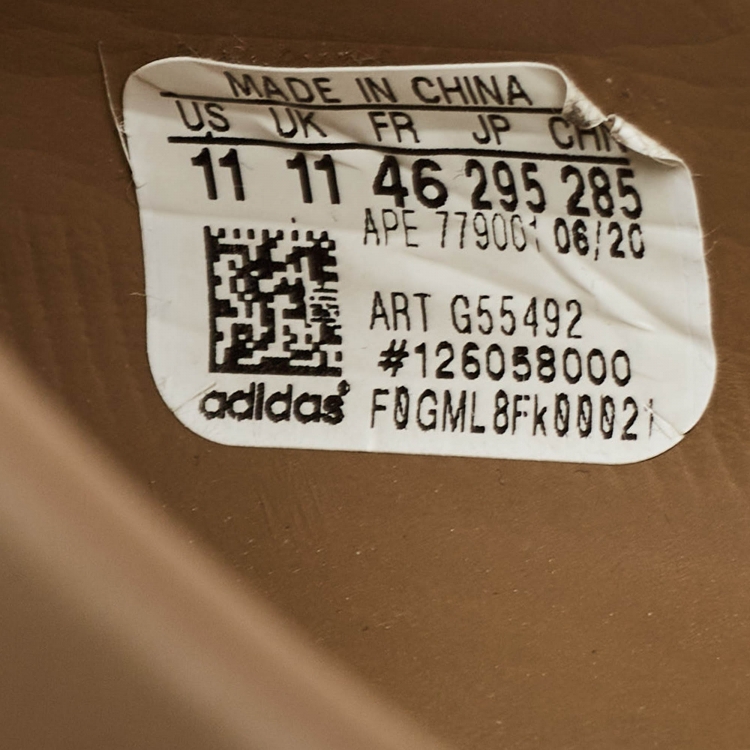 MADE IN CHINA
US UK FR JP CHN
11 11 46 295 285
APE 779001 06/20
ART G55492
#126058000
adidas®
F0GML8Fk00021